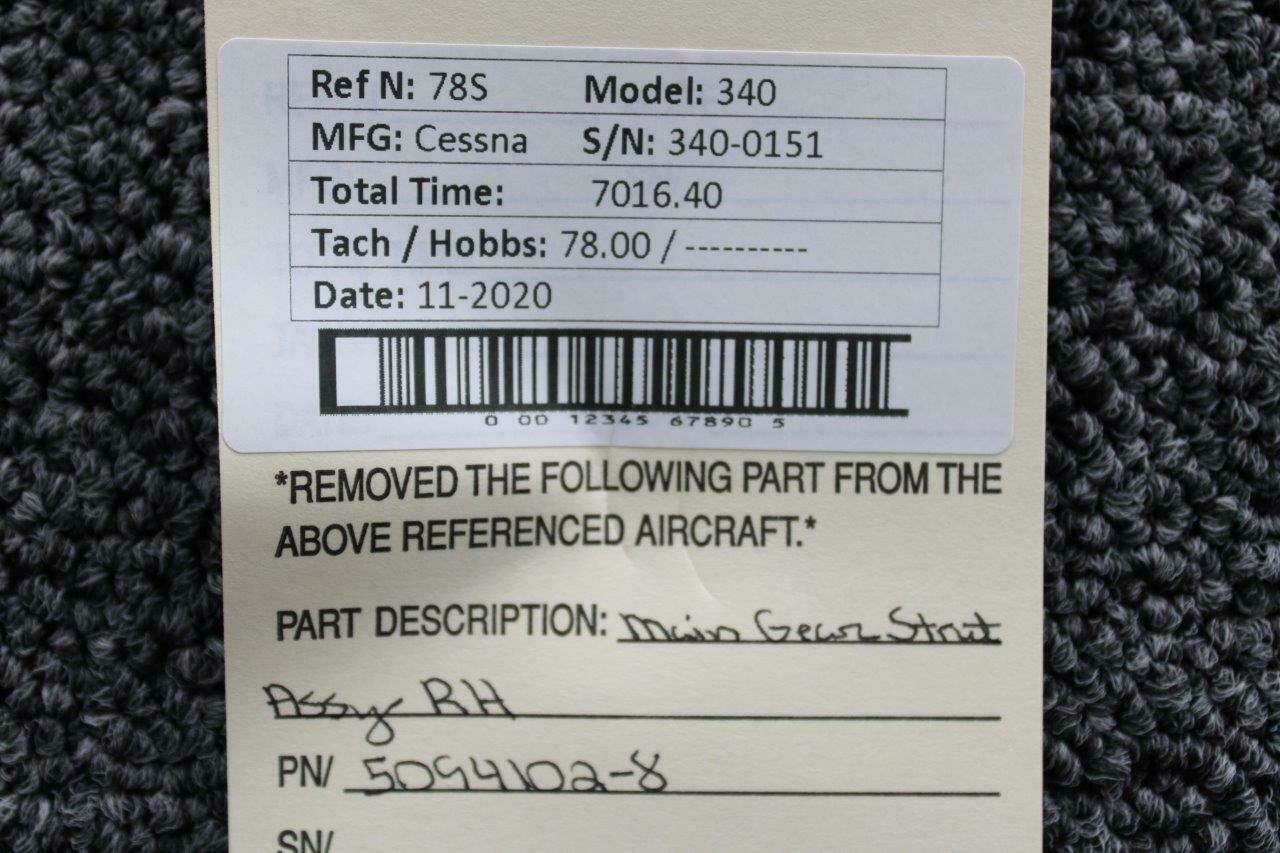 Ref N: 78S Model: 340
MFG: Cessna S/N: 340-0151
Total Time: 7016.40
Tach / Hobbs: 78.00 / ----------
Date: 11-2020
0 00 12345 67890 5
*REMOVED THE FOLLOWING PART FROM THE
ABOVE REFERENCED AIRCRAFT.*
PART DESCRIPTION: Main Gear Strut
Assy RH
PN/ 5094102-8
SN/